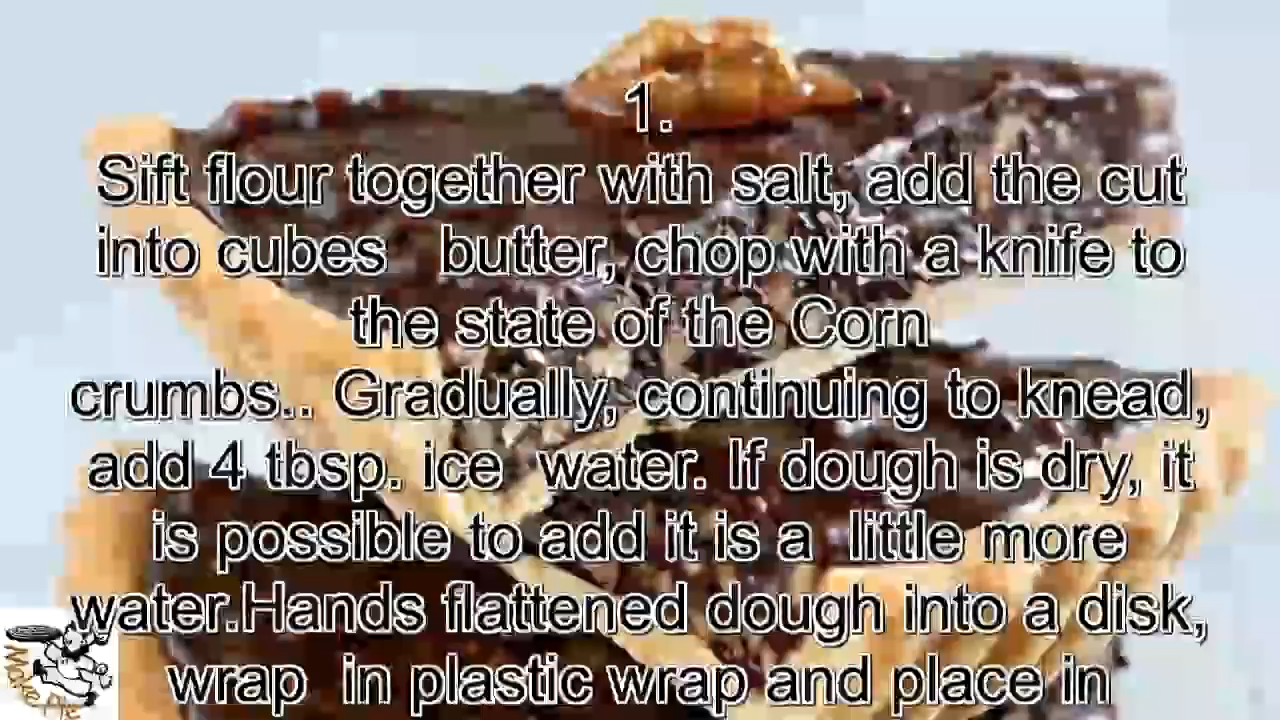 1.
Sift flour together with salt, add the cut
into cubes   butter, chop with a knife to
the state of the Corn
crumbs.. Gradually, continuing to knead,
add 4 tbsp. ice  water. If dough is dry, it
is possible to add it is a  little more
water.Hands flattened dough into a disk,
wrap  in plastic wrap and place in
Make Pie